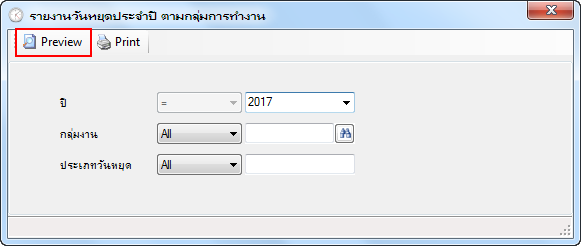 รายงานวันหยุดประจำปี ตามกลุ่มการทำงาน
Preview Print
ปี = 2017
กลุ่มงาน All
ประเภทวันหยุด All